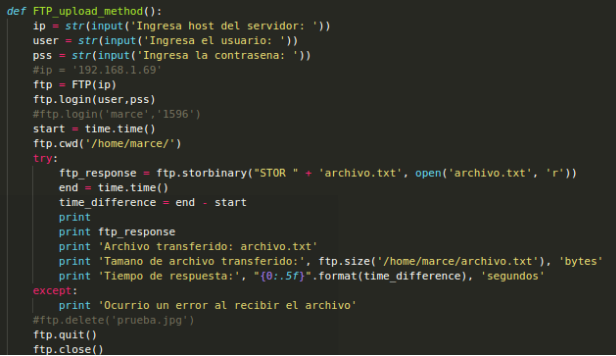 def FTP_upload_method():
    ip = str(input('Ingresa host del servidor: '))
    user = str(input('Ingresa el usuario: '))
    pss = str(input('Ingresa la contrasena: '))
    #ip = '192.168.1.69'
    ftp = FTP(ip)
    ftp.login(user,pss)
    #ftp.login('marce','1596')
    start = time.time()
    ftp.cwd('/home/marce/')
    try:
        ftp_response = ftp.storbinary("STOR " + 'archivo.txt', open('archivo.txt', 'r'))
        end = time.time()
        time_difference = end - start
        print
        print ftp_response
        print 'Archivo transferido: archivo.txt'
        print 'Tamano de archivo transferido:', ftp.size('/home/marce/archivo.txt'), 'bytes'
        print 'Tiempo de respuesta:', "{0:.5f}".format(time_difference), 'segundos'
    except:
        print 'Ocurrio un error al recibir el archivo'
    #ftp.delete('prueba.jpg')
    ftp.quit()
    ftp.close()